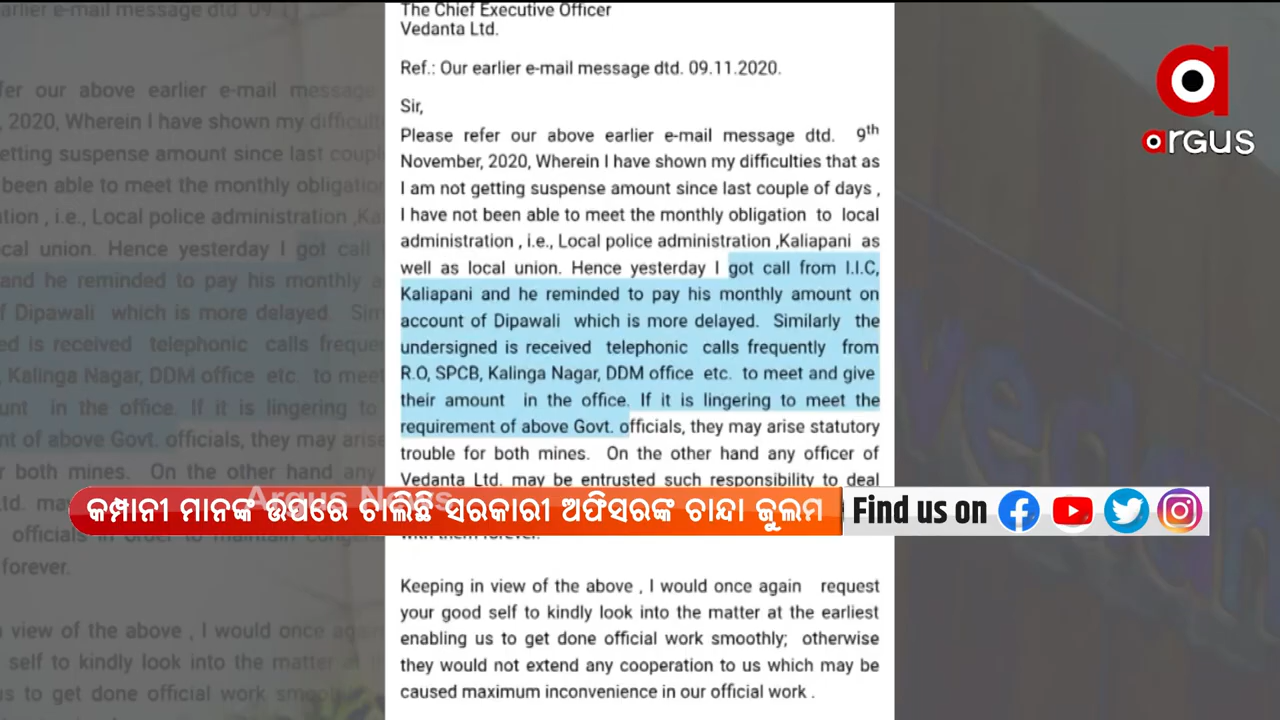 The Chief Executive Officer
Vedanta Ltd.
Ref.: Our earlier e-mail message dtd. 09.11.2020.
Sir,
Please refer our above earlier e-mail message dtd. 9th
November, 2020, Wherein I have shown my difficulties that as
I am not getting suspense amount since last couple of days ,
I have not been able to meet the monthly obligation to local
administration , i.e., Local police administration ,Kaliapani as
well as local union. Hence yesterday I got call from I.I.C,
Kaliapani and he reminded to pay his monthly amount on
account of Dipawali which is more delayed. Similarly the
undersigned is received telephonic calls frequently from
R.O, SPCB, Kalinga Nagar, DDM office etc. to meet and give
their amount in the office. If it is lingering to meet the
requirement of above Govt. officials, they may arise statutory
trouble for both mines. On the other hand any officer of
Vedanta Ltd. may be entrusted such responsibility to deal
with them forever.
Keeping in view of the above , I would once again request
your good self to kindly look into the matter at the earliest
enabling us to get done official work smoothly; otherwise
they would not extend any cooperation to us which may be
caused maximum inconvenience in our official work .
argus
Argus News
କମ୍ପାନୀ ମାନଙ୍କ ଉପରେ ଚାଲିଛି ସରକାରୀ ଅଫିସରଙ୍କ ଚାନ୍ଦା ଜୁଲମ
Find us on